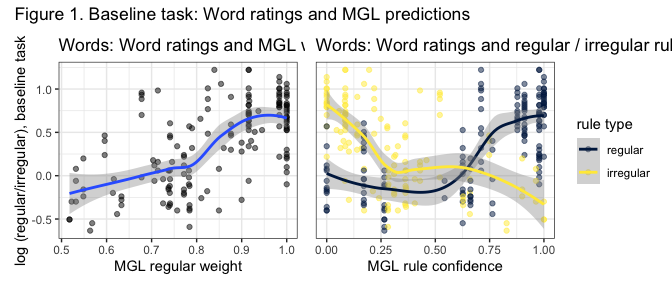 Figure 1. Baseline task: Word ratings and MGL predictions
Words: Word ratings and MGL
Words: Word ratings and regular / irregular
log (regular/irregular), baseline task
1.0
0.5
0.0
-0.5
0.5 0.6 0.7 0.8 0.9 1.0
MGL regular weight
0.00 0.25 0.50 0.75 1.00
MGL rule confidence
rule type
regular
irregular